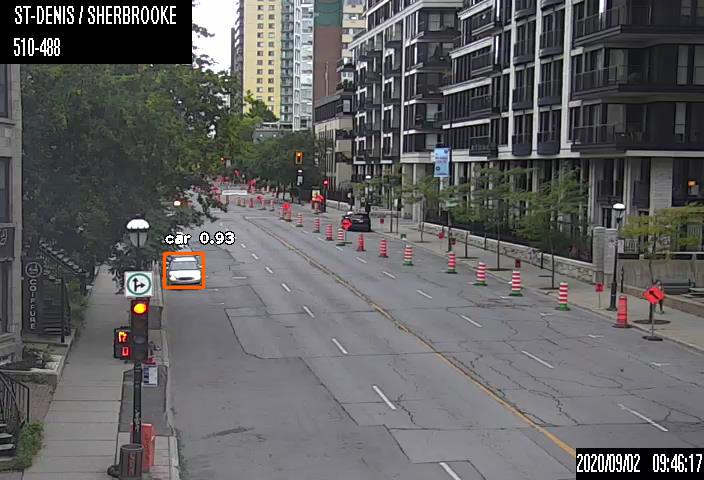 ST-DENIS / SHERBROOKE
510-488
car 0.93
COIFFURE
2020/09/02 09:46:17